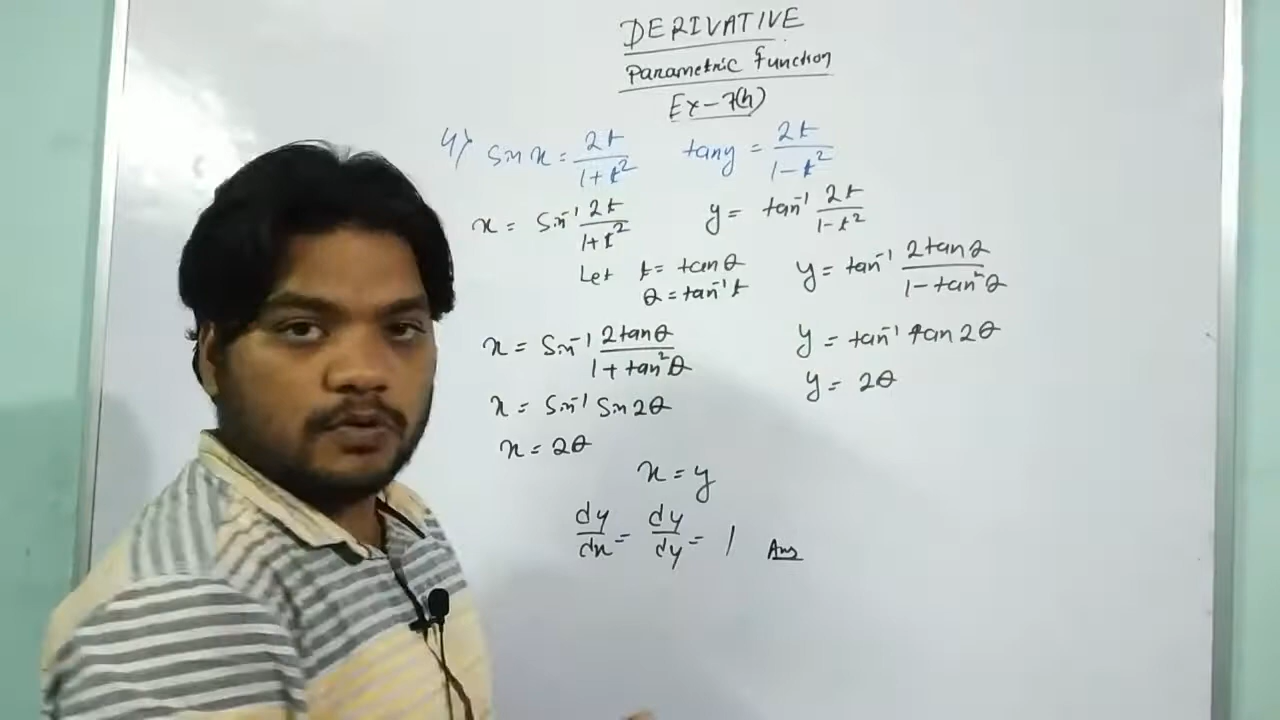 DERIVATIVE
Parametric Function
Ex-7(h)
4) sin x = 2t/(1+t²) tan y = 2t/(1-t²)
x = Sin⁻¹ 2t/(1+t²) y = tan⁻¹ 2t/(1-t²)
Let t = tanθ y = tan⁻¹ 2tanθ/(1-tan²θ)
θ = tan⁻¹ t
x = Sin⁻¹ 2tanθ/(1+tan²θ) y = tan⁻¹ tan 2θ
x = Sin⁻¹ Sin 2θ y = 2θ
x = 2θ
x = y
dy/dx = dy/dy = 1 Ans